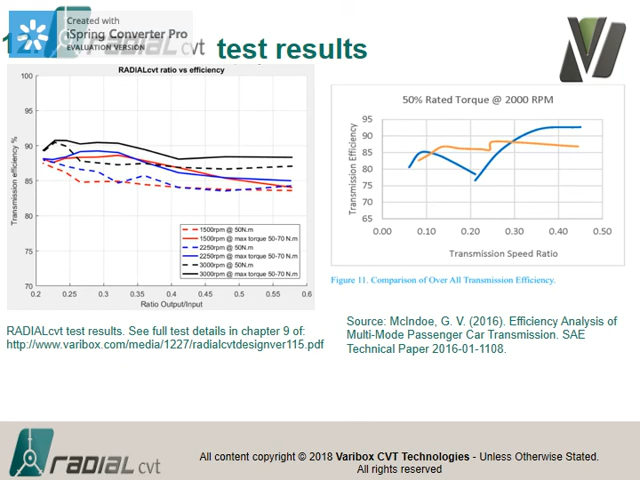 Created with
iSpring Converter Pro
EVALUATION VERSION
RADIAL cvt test results
RADIALcvt ratio vs efficiency
Transmission efficiency %
100
95
90
85
80
75
70
0.2 0.25 0.3 0.35 0.4 0.45 0.5 0.55 0.6
Ratio Output/Input
1500rpm @ 50N.m
1500rpm @ max torque 50-70 N.m
2250rpm @ 50N.m
2250rpm @ max torque 50-70 N.m
3000rpm @ 50N.m
3000rpm @ max torque 50-70 N.m
50% Rated Torque @ 2000 RPM
Transmission Efficiency
95
90
85
80
75
70
65
0.00 0.10 0.20 0.30 0.40 0.50
Transmission Speed Ratio
Figure 11. Comparison of Over All Transmission Efficiency.
RADIALcvt test results. See full test details in chapter 9 of:
http://www.varibox.com/media/1227/radialcvtdesignver115.pdf
Source: McIndoe, G. V. (2016). Efficiency Analysis of
Multi-Mode Passenger Car Transmission. SAE
Technical Paper 2016-01-1108.
RADIAL cvt
All content copyright © 2018 Varibox CVT Technologies - Unless Otherwise Stated.
All rights reserved